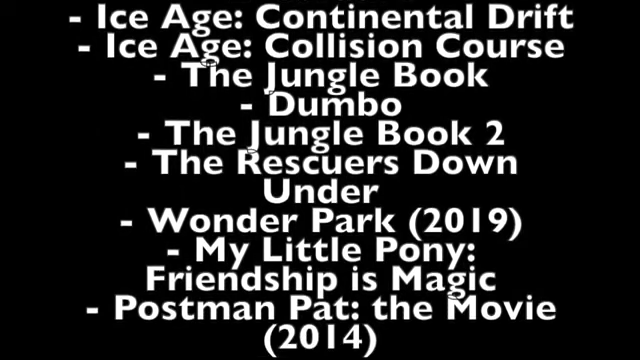 - Ice Age: Continental Drift
- Ice Age: Collision Course
- The Jungle Book
- Dumbo
- The Jungle Book 2
- The Rescuers Down
Under
- Wonder Park (2019)
- My Little Pony:
Friendship is Magic
- Postman Pat: the Movie
(2014)